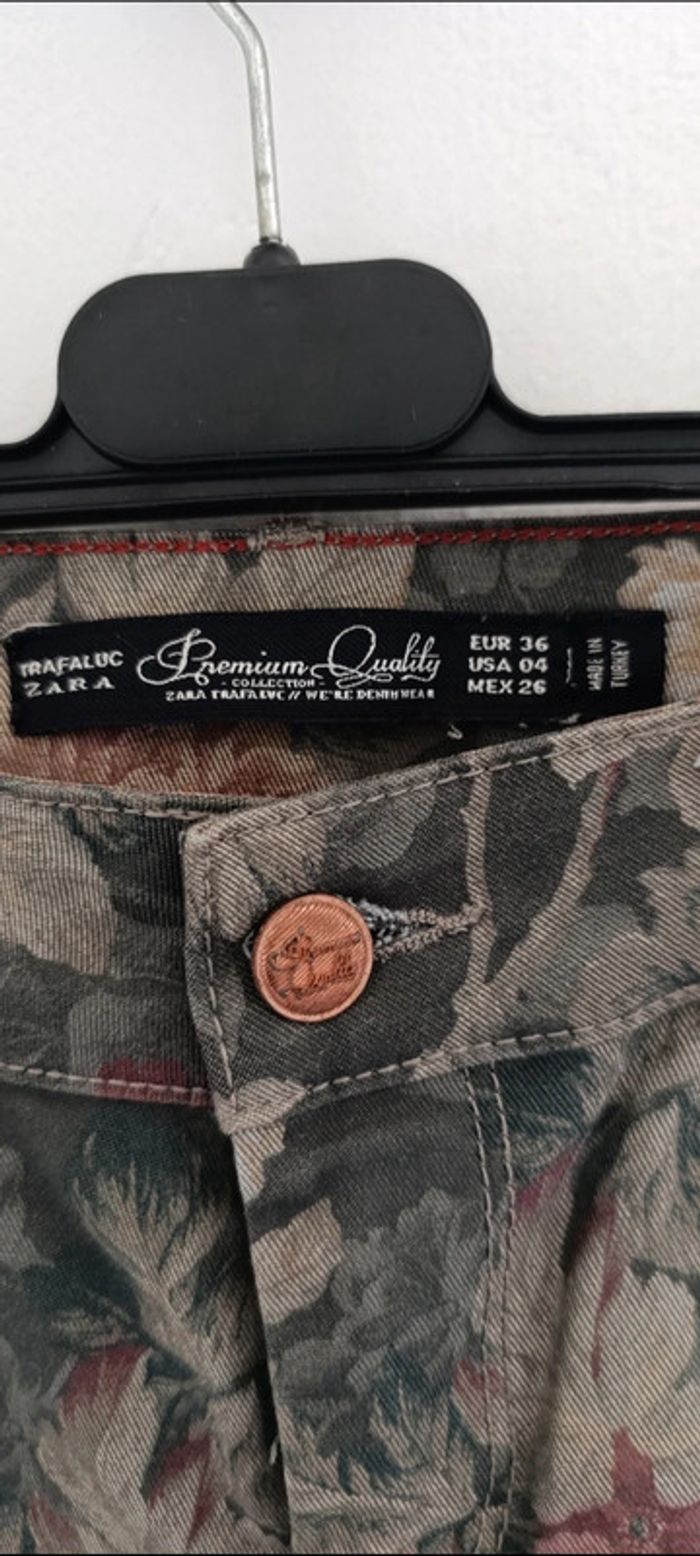 TRAFALUC
ZARA
Premium Quality
- COLLECTION -
ZARA TRAFALUC // WE'RE DENIM WEAR
EUR 36
USA 04
MEX 26
MADE IN
TURKEY